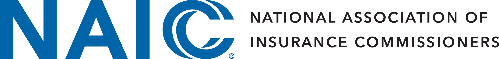 NAIC® NATIONAL ASSOCIATION OF
INSURANCE COMMISSIONERS